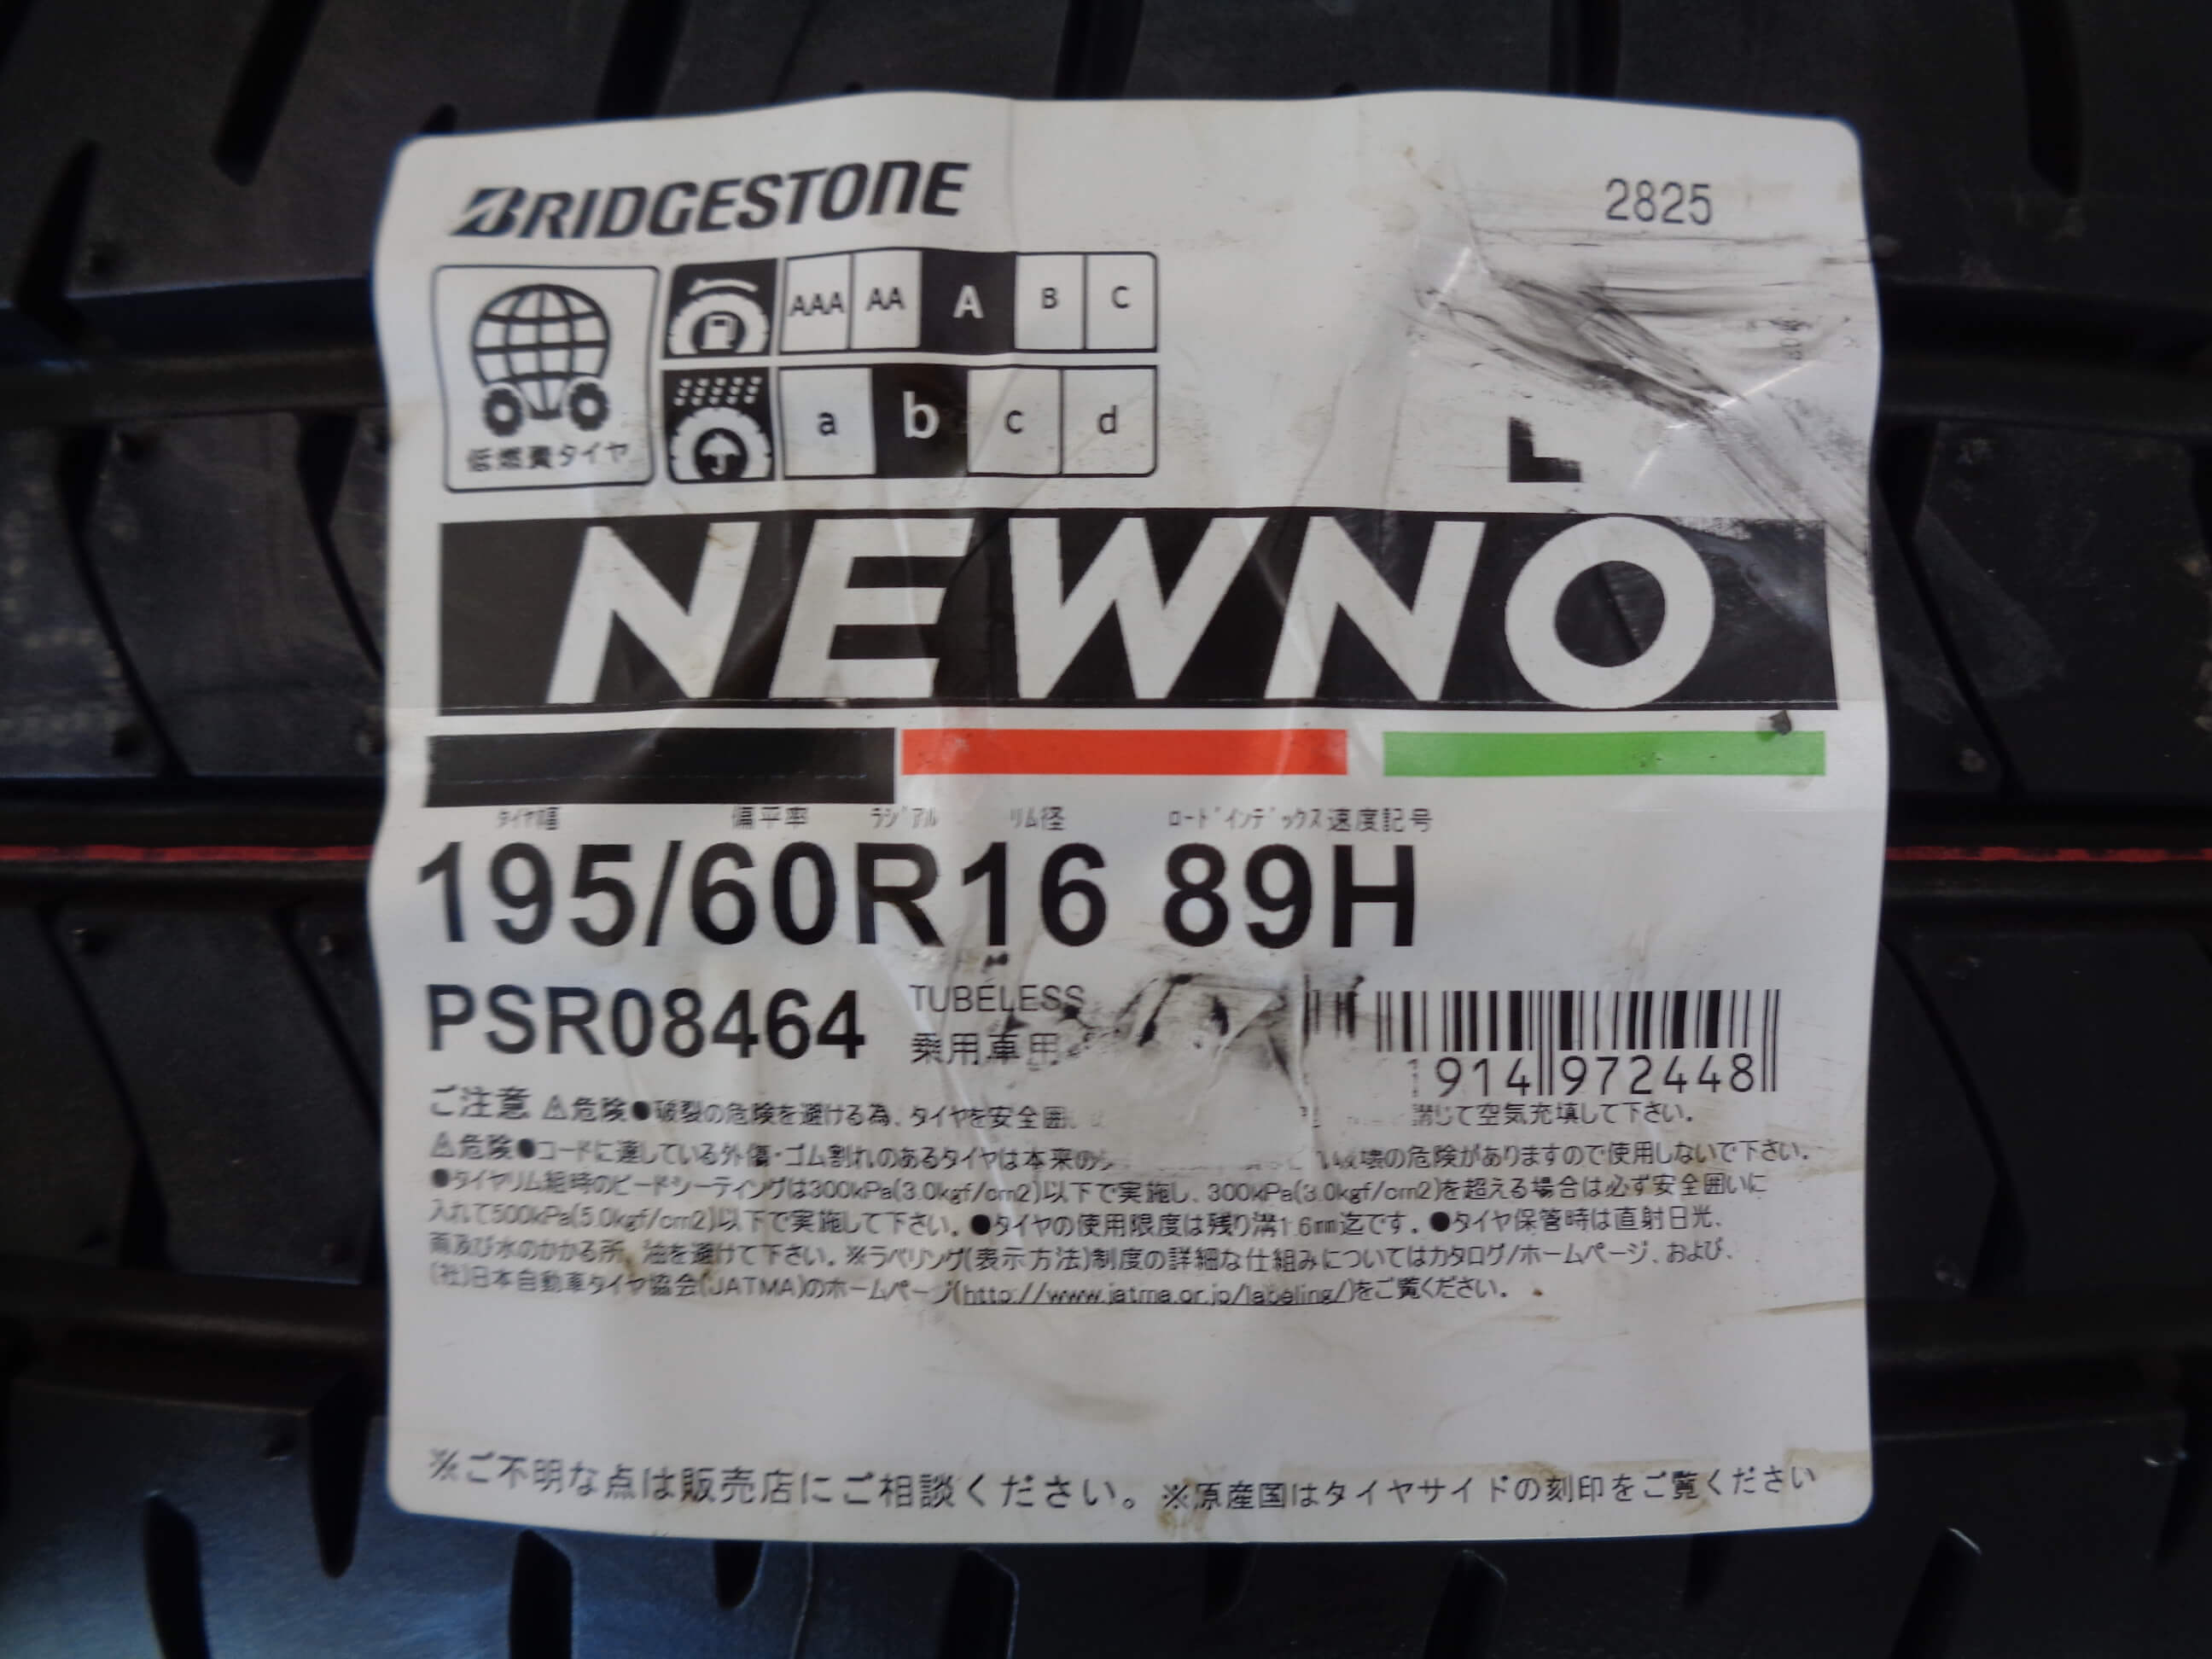 BRIDGESTONE
2825
AAA AA A B C
低燃費タイヤ
a b c d
NEWNO
タイヤ幅 偏平率 ラジアル リム径 ロードインデックス速度記号
195/60R16 89H
PSR08464
TUBELESS
乗用車用
1914 972448
ご注意 ⚠危険●破裂の危険を避ける為、タイヤを安全囲 講じて空気充填して下さい。
⚠危険●コードに達している外傷・ゴム割れのあるタイヤは本来の 破壊の危険がありますので使用しないで下さい。
●タイヤリム組時のビードシーティングは300kPa(3.0kgf/cm2)以下で実施し、300kPa(3.0kgf/cm2)を超える場合は必ず安全囲いに
入れて500kPa(5.0kgf/cm2)以下で実施して下さい。●タイヤの使用限度は残り溝1.6mm迄です。●タイヤ保管時は直射日光、
雨及び水のかかる所、油を避けて下さい。※ラベリング(表示方法)制度の詳細な仕組みについてはカタログ/ホームページ、および、
(社)日本自動車タイヤ協会(JATMA)のホームページ(http://www.jatma.or.jp/labeling/)をご覧ください。
※ご不明な点は販売店にご相談ください。※原産国はタイヤサイドの刻印をご覧ください